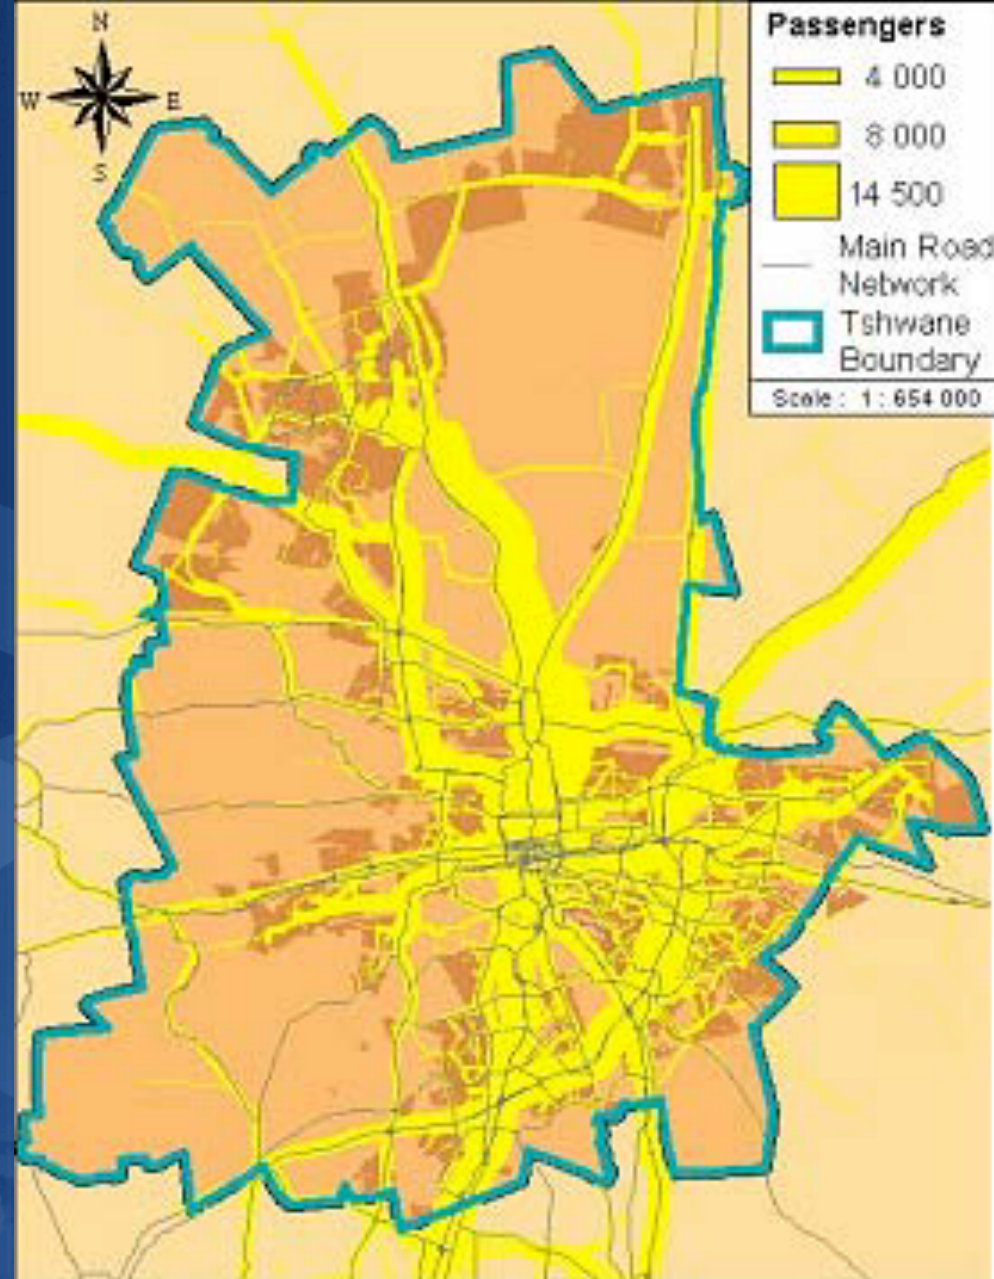 N
W E
S
Passengers
4 000
8 000
14 500
Main Road
Network
Tshwane
Boundary
Scale : 1 : 654 000